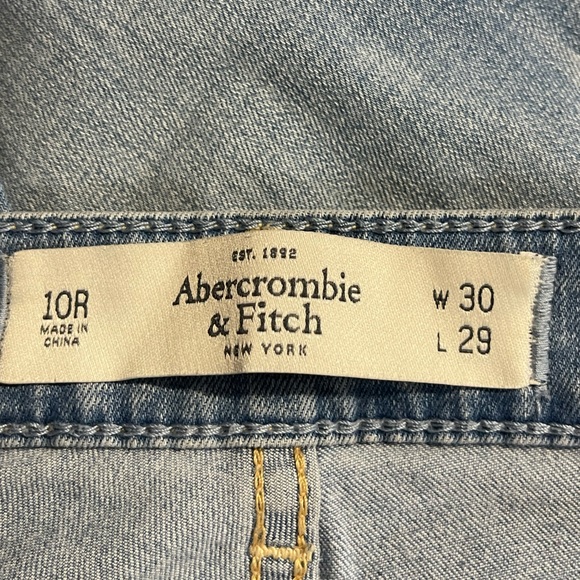 10R
MADE IN
CHINA
EST. 1892
Abercrombie
& Fitch
NEW YORK
W 30
L 29